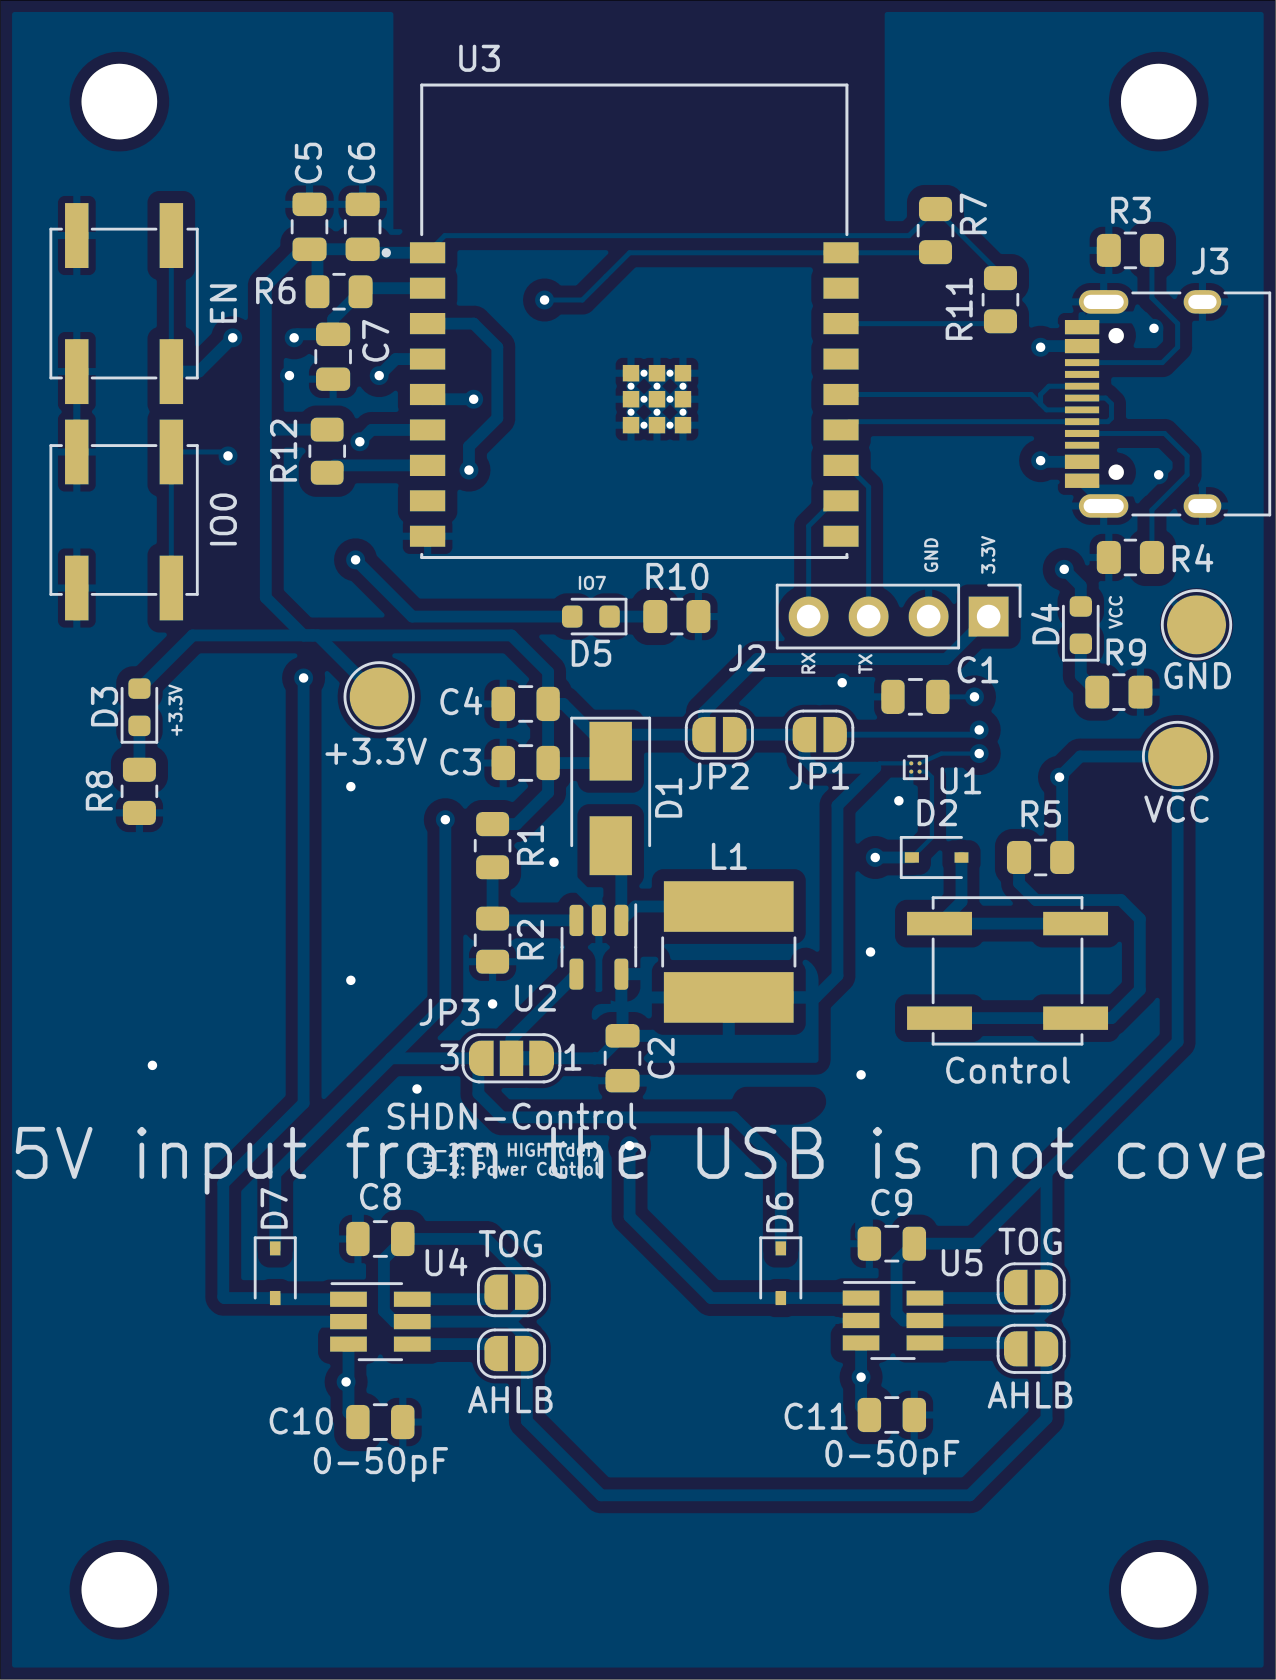 U3
C5 C6
R7
R3
J3
R6
EN
C7
R11
R12
IO0
GND
3.3V
R4
IO7
R10
D4
VCC
D5
J2
RX
TX
C1
R9
GND
D3
+3.3V
C4
+3.3V
C3
JP2
JP1
U1
R8
D1
VCC
D2
R5
R1
L1
R2
U2
JP3
3
1
C2
Control
SHDN-Control
1-2: EN HIGH(def)
3-2: Power Control
5V input from the USB is not cove
D7
C8
D6
C9
U4
TOG
U5
TOG
AHLB
AHLB
C10
C11
0-50pF
0-50pF